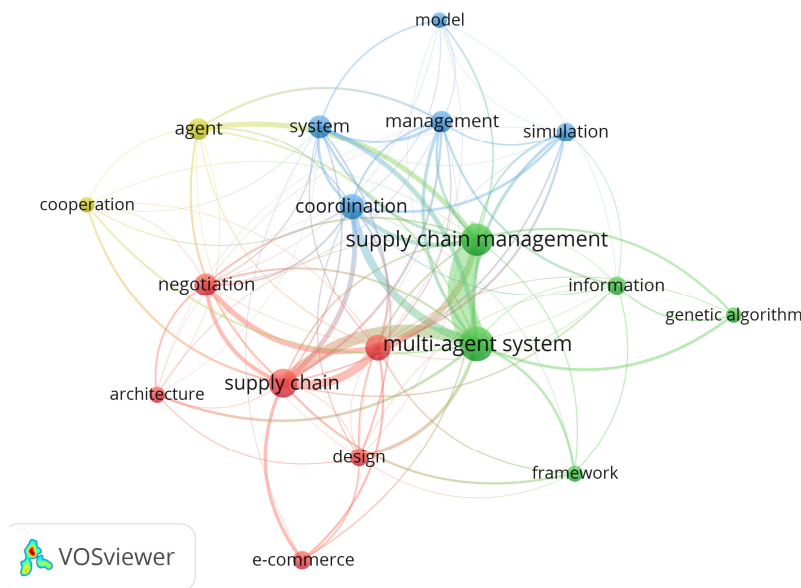 model
agent
system
management
simulation
cooperation
coordination
supply chain management
negotiation
information
genetic algorithm
multi-agent system
supply chain
architecture
design
framework
e-commerce
VOSviewer